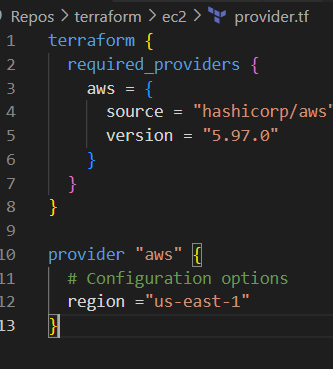 Repos > terraform > ec2 > provider.tf
1 terraform {
2 required_providers {
3 aws = {
4 source = "hashicorp/aws"
5 version = "5.97.0"
6 }
7 }
8 }
9
10 provider "aws" {
11 # Configuration options
12 region ="us-east-1"
13 }